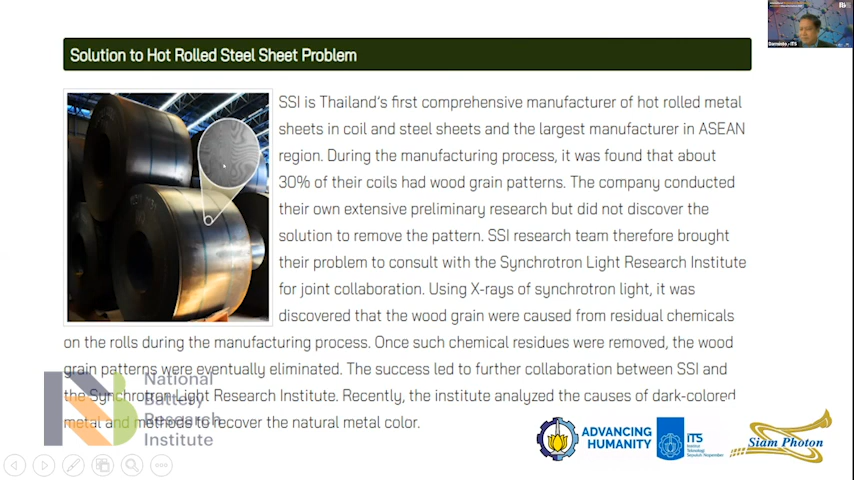 Solution to Hot Rolled Steel Sheet Problem
SSI is Thailand's first comprehensive manufacturer of hot rolled metal
sheets in coil and steel sheets and the largest manufacturer in ASEAN
region. During the manufacturing process, it was found that about
30% of their coils had wood grain patterns. The company conducted
their own extensive preliminary research but did not discover the
solution to remove the pattern. SSI research team therefore brought
their problem to consult with the Synchrotron Light Research Institute
for joint collaboration. Using X-rays of synchrotron light, it was
discovered that the wood grain were caused from residual chemicals
on the rolls during the manufacturing process. Once such chemical residues were removed, the wood
grain patterns were eventually eliminated. The success led to further collaboration between SSI and
the Synchrotron Light Research Institute. Recently, the institute analyzed the causes of dark-colored
metal and methods to recover the natural metal color.
National
Battery
Research
Institute
ADVANCING
HUMANITY
ITS
Institut
Teknologi
Sepuluh Nopember
Siam Photon